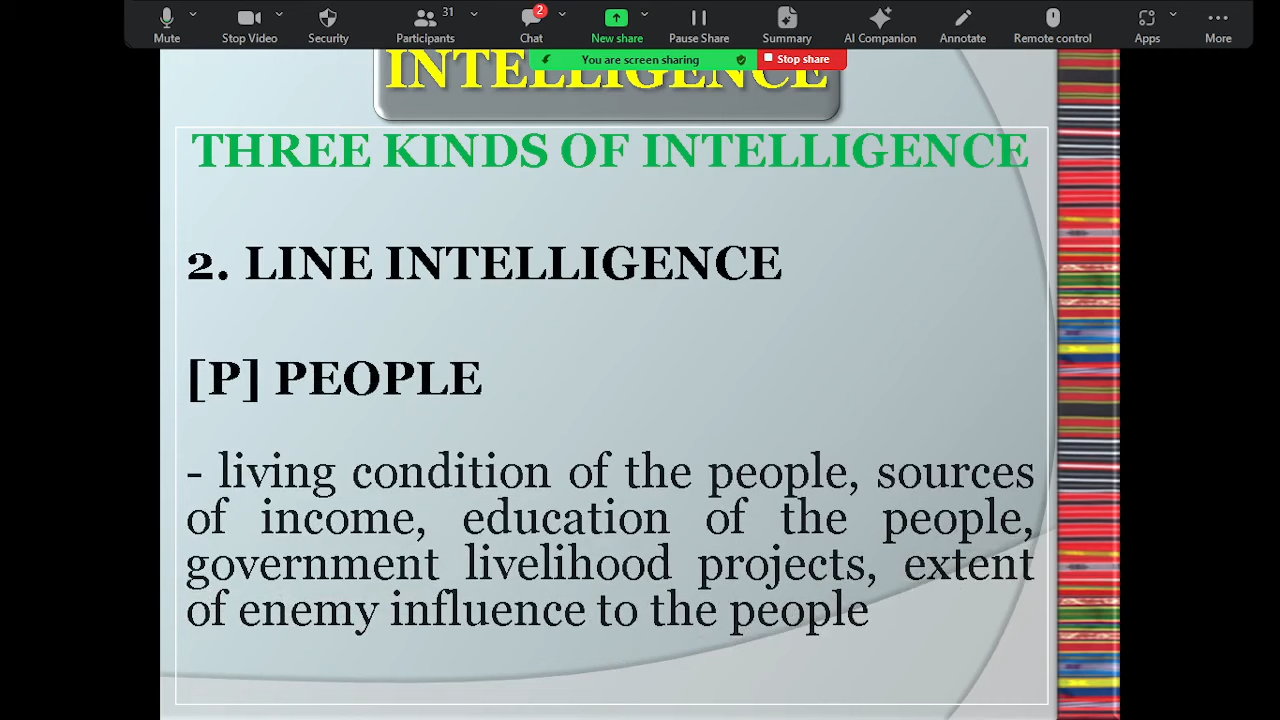 31
2
Mute
Stop Video
Security
Participants
Chat
New share
Pause Share
Summary
AI Companion
Annotate
Remote control
Apps
More
You are screen sharing
Stop share
INTELLIGENCE
THREE KINDS OF INTELLIGENCE
2. LINE INTELLIGENCE
[P] PEOPLE
- living condition of the people, sources
of income, education of the people,
government livelihood projects, extent
of enemy influence to the people